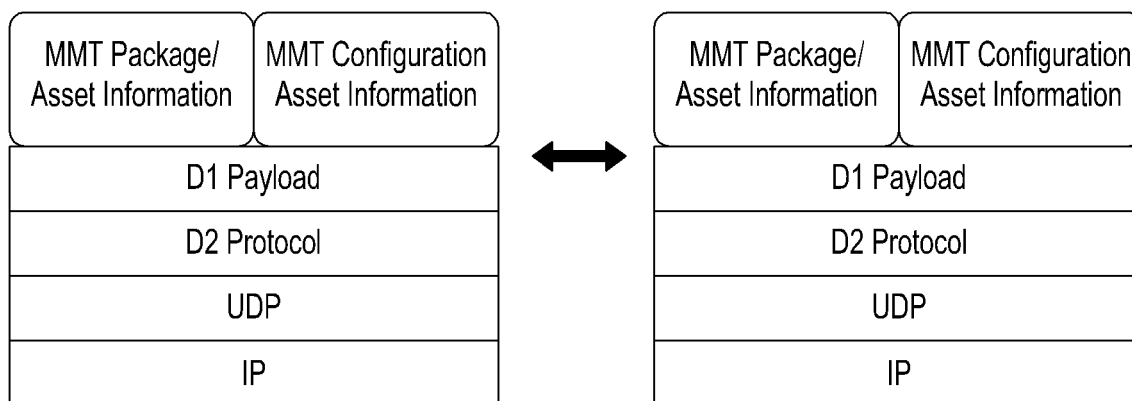 MMT Package/
Asset Information
MMT Configuration
Asset Information
D1 Payload
D2 Protocol
UDP
IP
MMT Package/
Asset Information
MMT Configuration
Asset Information
D1 Payload
D2 Protocol
UDP
IP